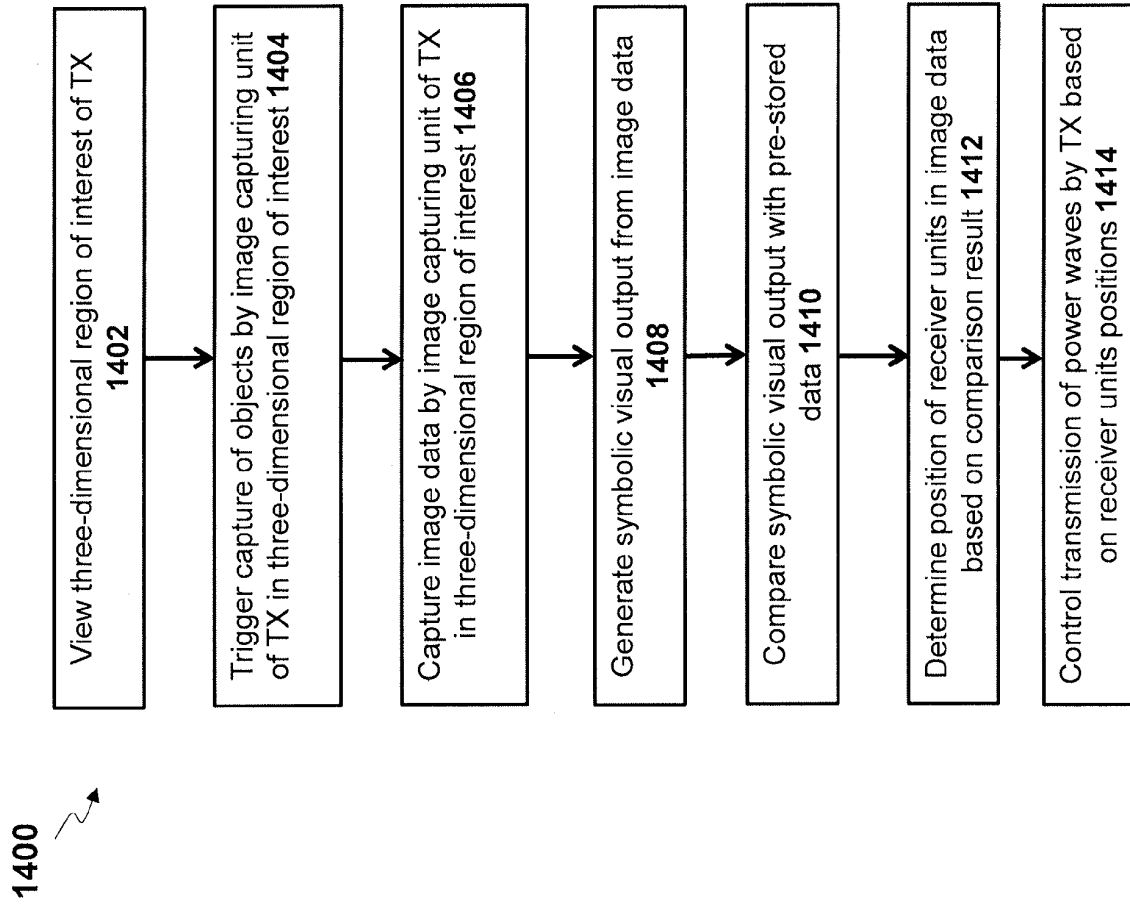 1400
View three-dimensional region of interest of TX
1402
Trigger capture of objects by image capturing unit
of TX in three-dimensional region of interest 1404
Capture image data by image capturing unit of TX
in three-dimensional region of interest 1406
Generate symbolic visual output from image data
1408
Compare symbolic visual output with pre-stored
data 1410
Determine position of receiver units in image data
based on comparison result 1412
Control transmission of power waves by TX based
on receiver units positions 1414